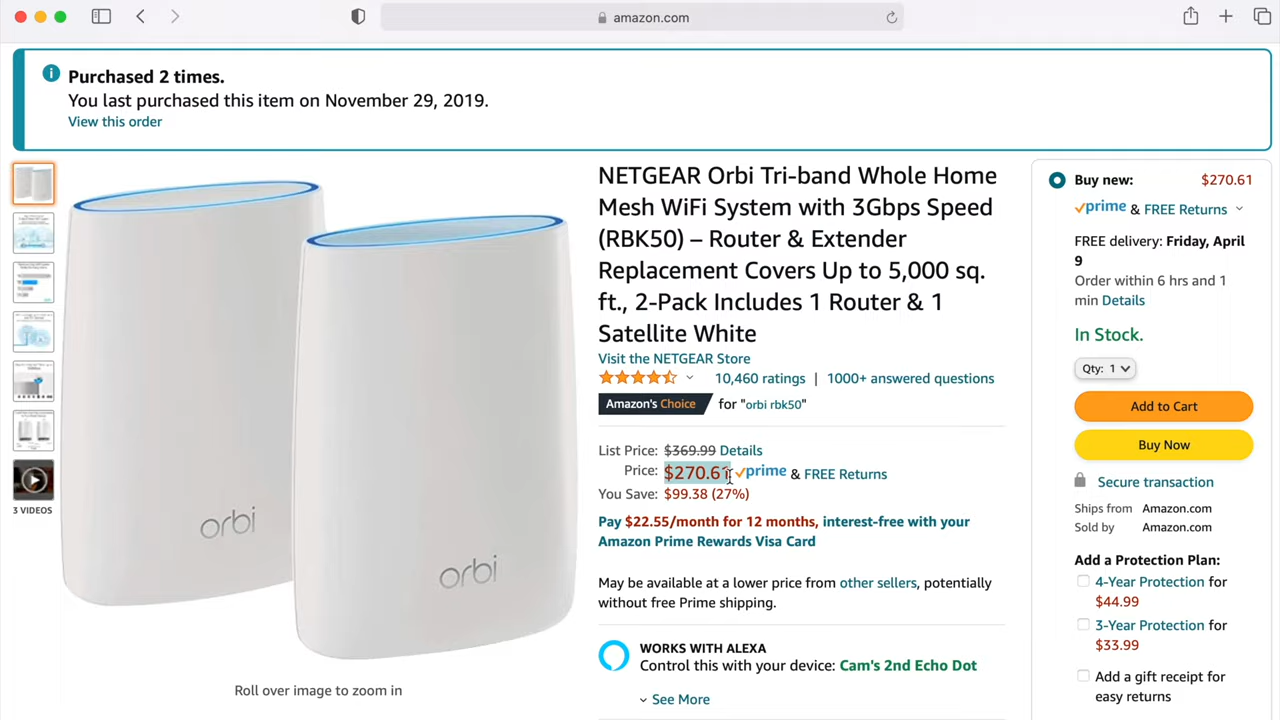 amazon.com
Purchased 2 times.
You last purchased this item on November 29, 2019.
View this order
3 VIDEOS
orbi
orbi
Roll over image to zoom in
NETGEAR Orbi Tri-band Whole Home
Mesh WiFi System with 3Gbps Speed
(RBK50) – Router & Extender
Replacement Covers Up to 5,000 sq.
ft., 2-Pack Includes 1 Router & 1
Satellite White
Visit the NETGEAR Store
10,460 ratings | 1000+ answered questions
Amazon's Choice for "orbi rbk50"
List Price: $369.99 Details
Price: $270.61 prime & FREE Returns
You Save: $99.38 (27%)
Pay $22.55/month for 12 months, interest-free with your
Amazon Prime Rewards Visa Card
May be available at a lower price from other sellers, potentially
without free Prime shipping.
WORKS WITH ALEXA
Control this with your device: Cam's 2nd Echo Dot
See More
Buy new: $270.61
prime & FREE Returns
FREE delivery: Friday, April
9
Order within 6 hrs and 1
min Details
In Stock.
Qty: 1
Add to Cart
Buy Now
Secure transaction
Ships from Amazon.com
Sold by Amazon.com
Add a Protection Plan:
4-Year Protection for
$44.99
3-Year Protection for
$33.99
Add a gift receipt for
easy returns